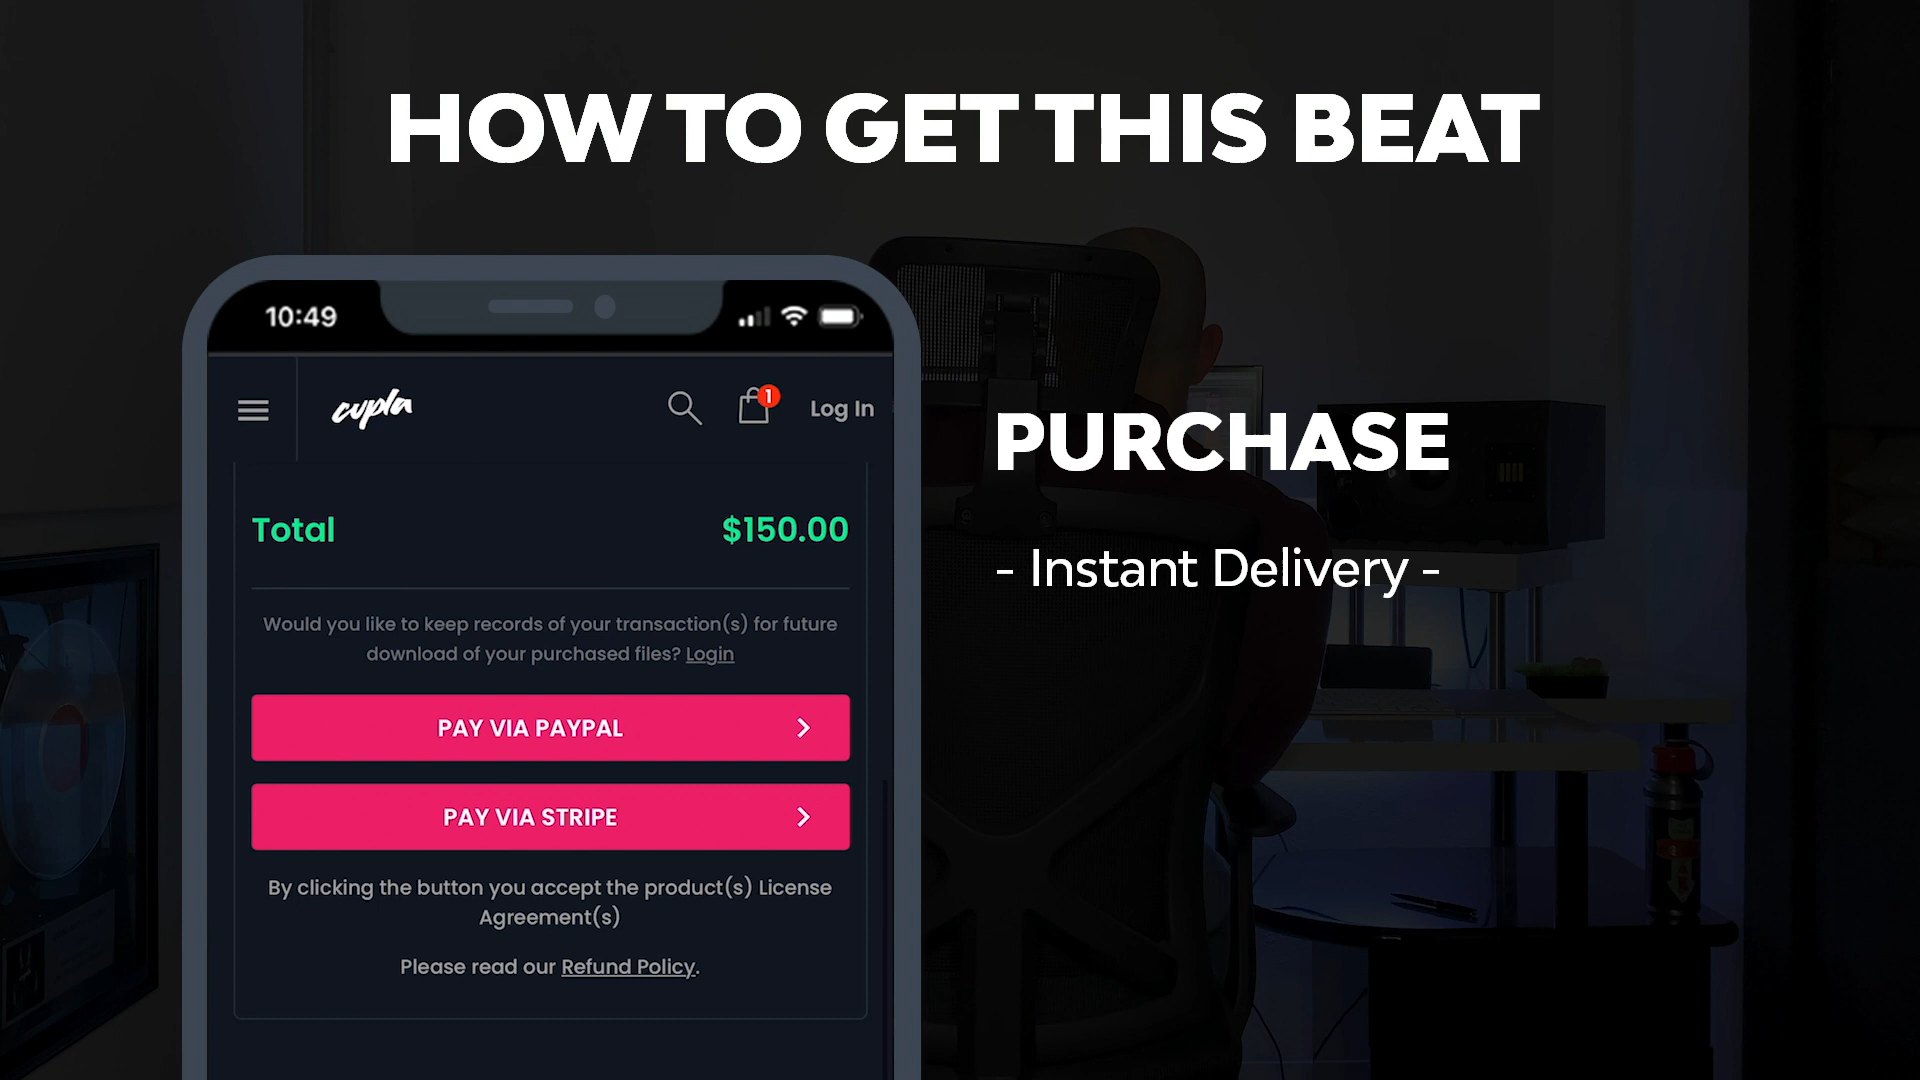 HOW TO GET THIS BEAT
10:49
cupla
1
Log In
Total
$150.00
Would you like to keep records of your transaction(s) for future
download of your purchased files? Login
PAY VIA PAYPAL
PAY VIA STRIPE
By clicking the button you accept the product(s) License
Agreement(s)
Please read our Refund Policy.
PURCHASE
- Instant Delivery -